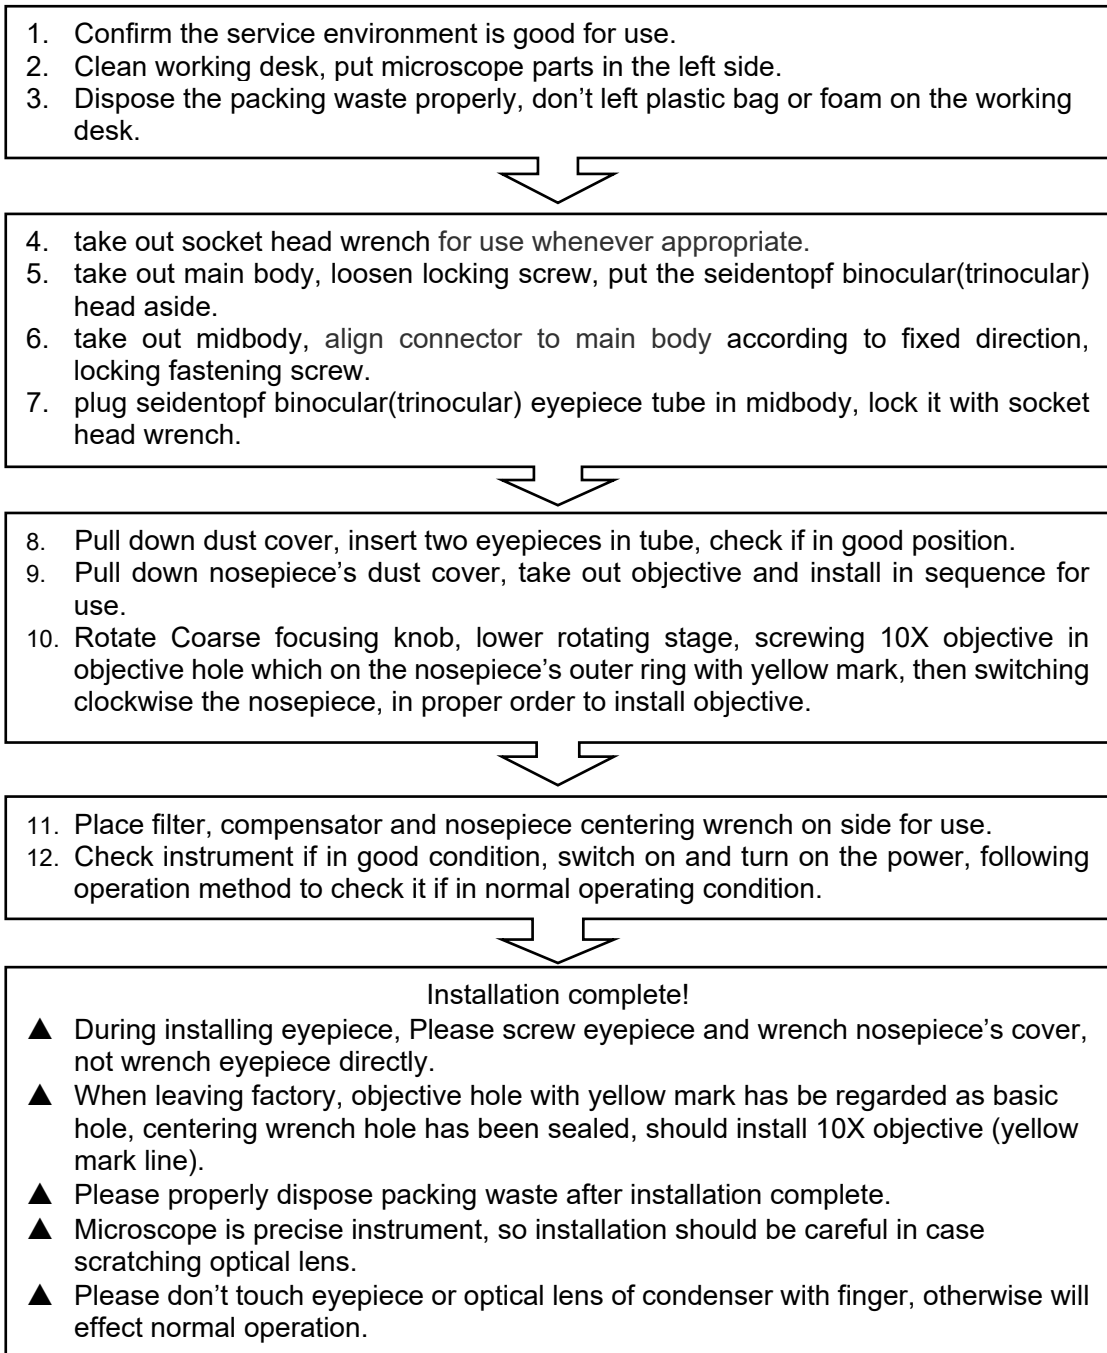 1. Confirm the service environment is good for use.
2. Clean working desk, put microscope parts in the left side.
3. Dispose the packing waste properly, don’t left plastic bag or foam on the working
desk.
4. take out socket head wrench for use whenever appropriate.
5. take out main body, loosen locking screw, put the seidentopf binocular(trinocular)
head aside.
6. take out midbody, align connector to main body according to fixed direction,
locking fastening screw.
7. plug seidentopf binocular(trinocular) eyepiece tube in midbody, lock it with socket
head wrench.
8. Pull down dust cover, insert two eyepieces in tube, check if in good position.
9. Pull down nosepiece’s dust cover, take out objective and install in sequence for
use.
10. Rotate Coarse focusing knob, lower rotating stage, screwing 10X objective in
objective hole which on the nosepiece’s outer ring with yellow mark, then switching
clockwise the nosepiece, in proper order to install objective.
11. Place filter, compensator and nosepiece centering wrench on side for use.
12. Check instrument if in good condition, switch on and turn on the power, following
operation method to check it if in normal operating condition.
Installation complete!
▲ During installing eyepiece, Please screw eyepiece and wrench nosepiece’s cover,
not wrench eyepiece directly.
▲ When leaving factory, objective hole with yellow mark has be regarded as basic
hole, centering wrench hole has been sealed, should install 10X objective (yellow
mark line).
▲ Please properly dispose packing waste after installation complete.
▲ Microscope is precise instrument, so installation should be careful in case
scratching optical lens.
▲ Please don’t touch eyepiece or optical lens of condenser with finger, otherwise will
effect normal operation.